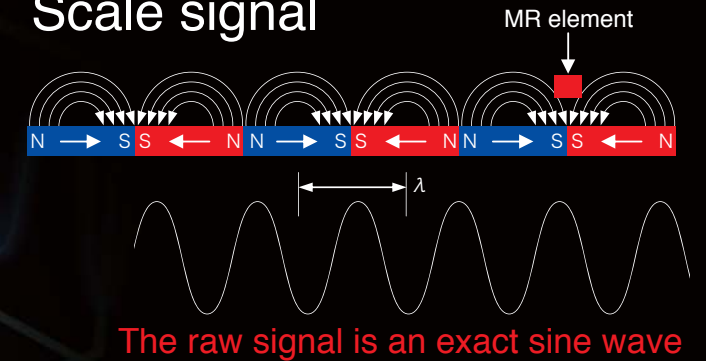 Scale signal
MR element
N S S N N S S N N S S N
λ
The raw signal is an exact sine wave